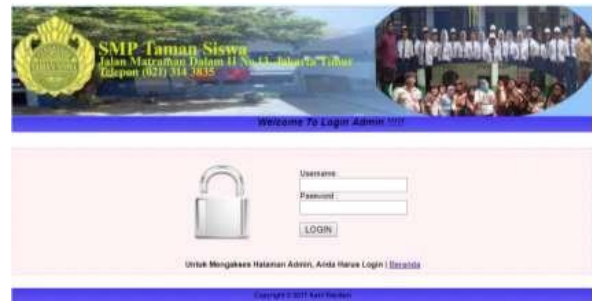 SMP Taman Siswa
Jalan Matraman Dalam II No 13, Jakarta Timur
Telepon (021) 314 3835
Welcome To Login Admin !!!!!
Username :
Password :
LOGIN
Untuk Mengakses Halaman Admin, Anda Harus Login | Beranda
Copyright ©